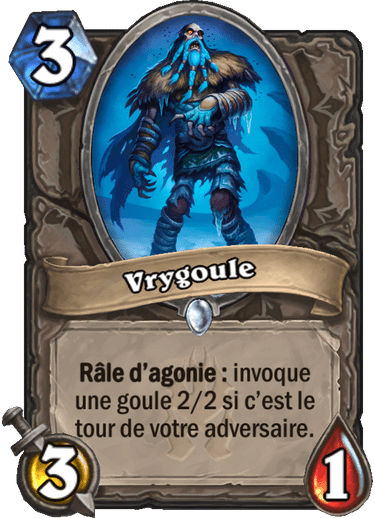 3
Vrygoule
Râle d'agonie : invoque
une goule 2/2 si c'est le
tour de votre adversaire.
3
1